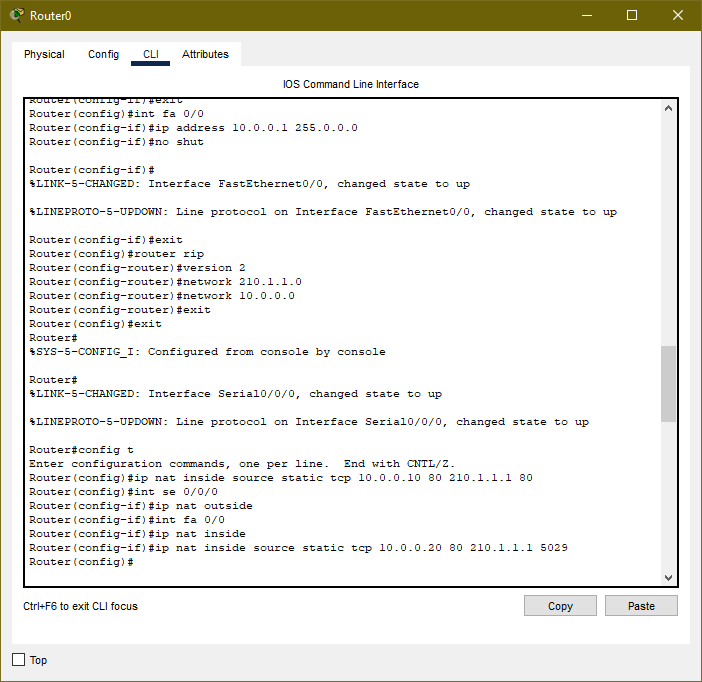 Router0
Physical Config CLI Attributes
IOS Command Line Interface
Router(config-if)#exit
Router(config)#int fa 0/0
Router(config-if)#ip address 10.0.0.1 255.0.0.0
Router(config-if)#no shut
Router(config-if)#
%LINK-5-CHANGED: Interface FastEthernet0/0, changed state to up
%LINEPROTO-5-UPDOWN: Line protocol on Interface FastEthernet0/0, changed state to up
Router(config-if)#exit
Router(config)#router rip
Router(config-router)#version 2
Router(config-router)#network 210.1.1.0
Router(config-router)#network 10.0.0.0
Router(config-router)#exit
Router(config)#exit
Router#
%SYS-5-CONFIG_I: Configured from console by console
Router#
%LINK-5-CHANGED: Interface Serial0/0/0, changed state to up
%LINEPROTO-5-UPDOWN: Line protocol on Interface Serial0/0/0, changed state to up
Router#config t
Enter configuration commands, one per line.  End with CNTL/Z.
Router(config)#ip nat inside source static tcp 10.0.0.10 80 210.1.1.1 80
Router(config)#int se 0/0/0
Router(config-if)#ip nat outside
Router(config-if)#int fa 0/0
Router(config-if)#ip nat inside
Router(config-if)#ip nat inside source static tcp 10.0.0.20 80 210.1.1.1 5029
Router(config)#
Ctrl+F6 to exit CLI focus
Copy Paste
Top